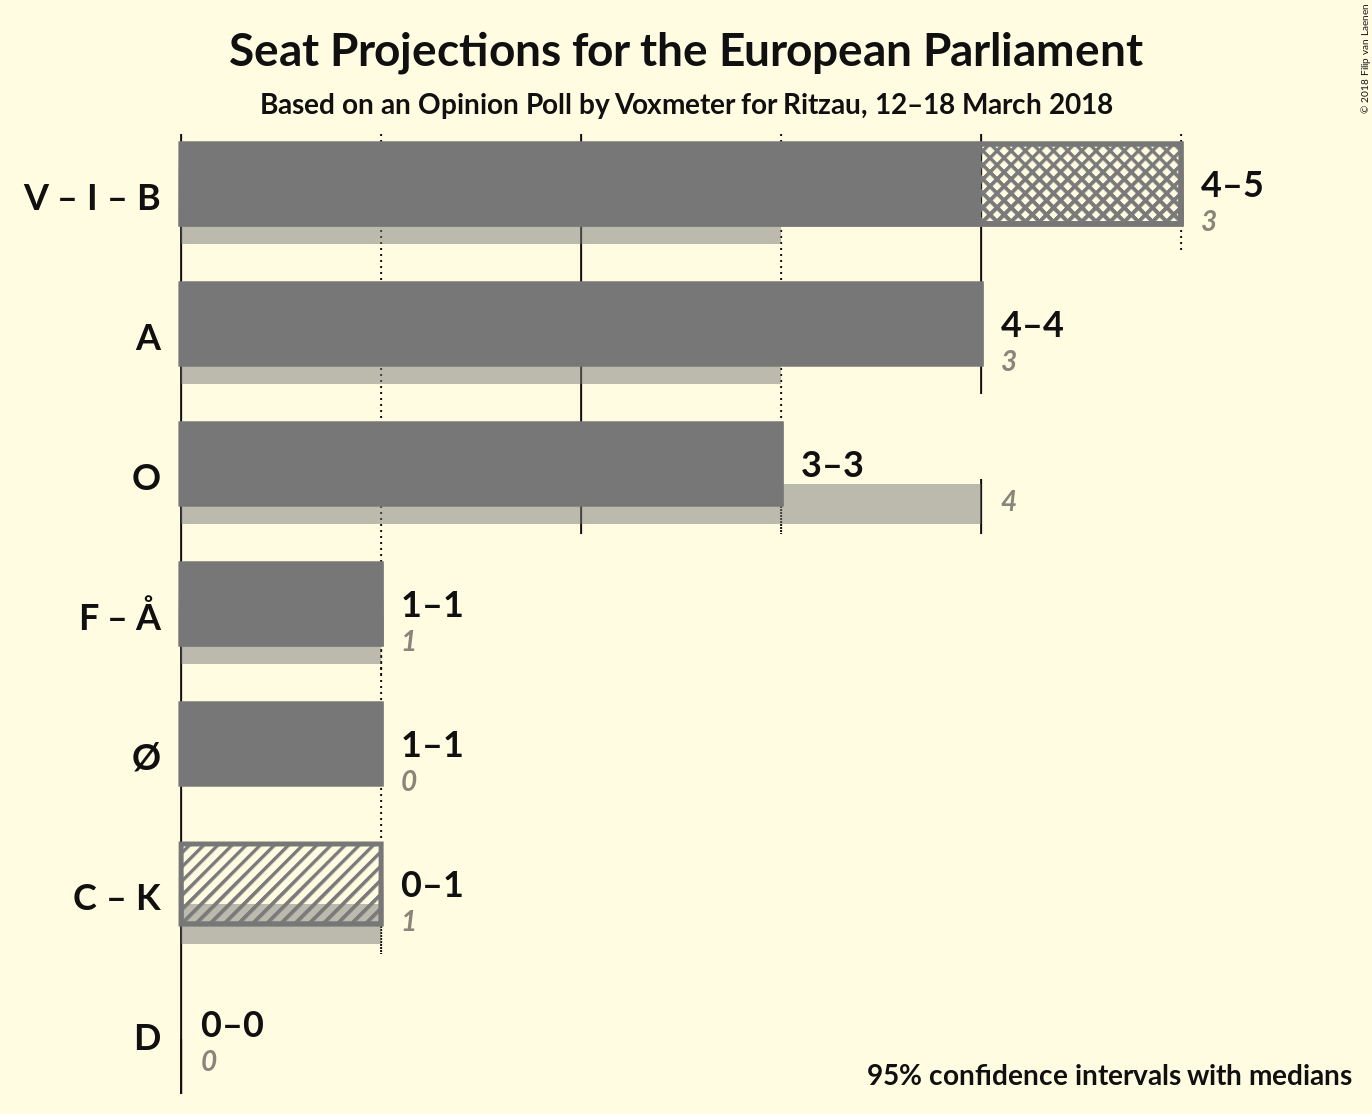 Seat Projections for the European Parliament
Based on an Opinion Poll by Voxmeter for Ritzau, 12–18 March 2018
© 2018 Filip van Laenen
V – I – B
4–5
3
A
4–4
3
O
3–3
4
F – Å
1–1
1
Ø
1–1
0
C – K
0–1
1
D
0–0
0
95% confidence intervals with medians